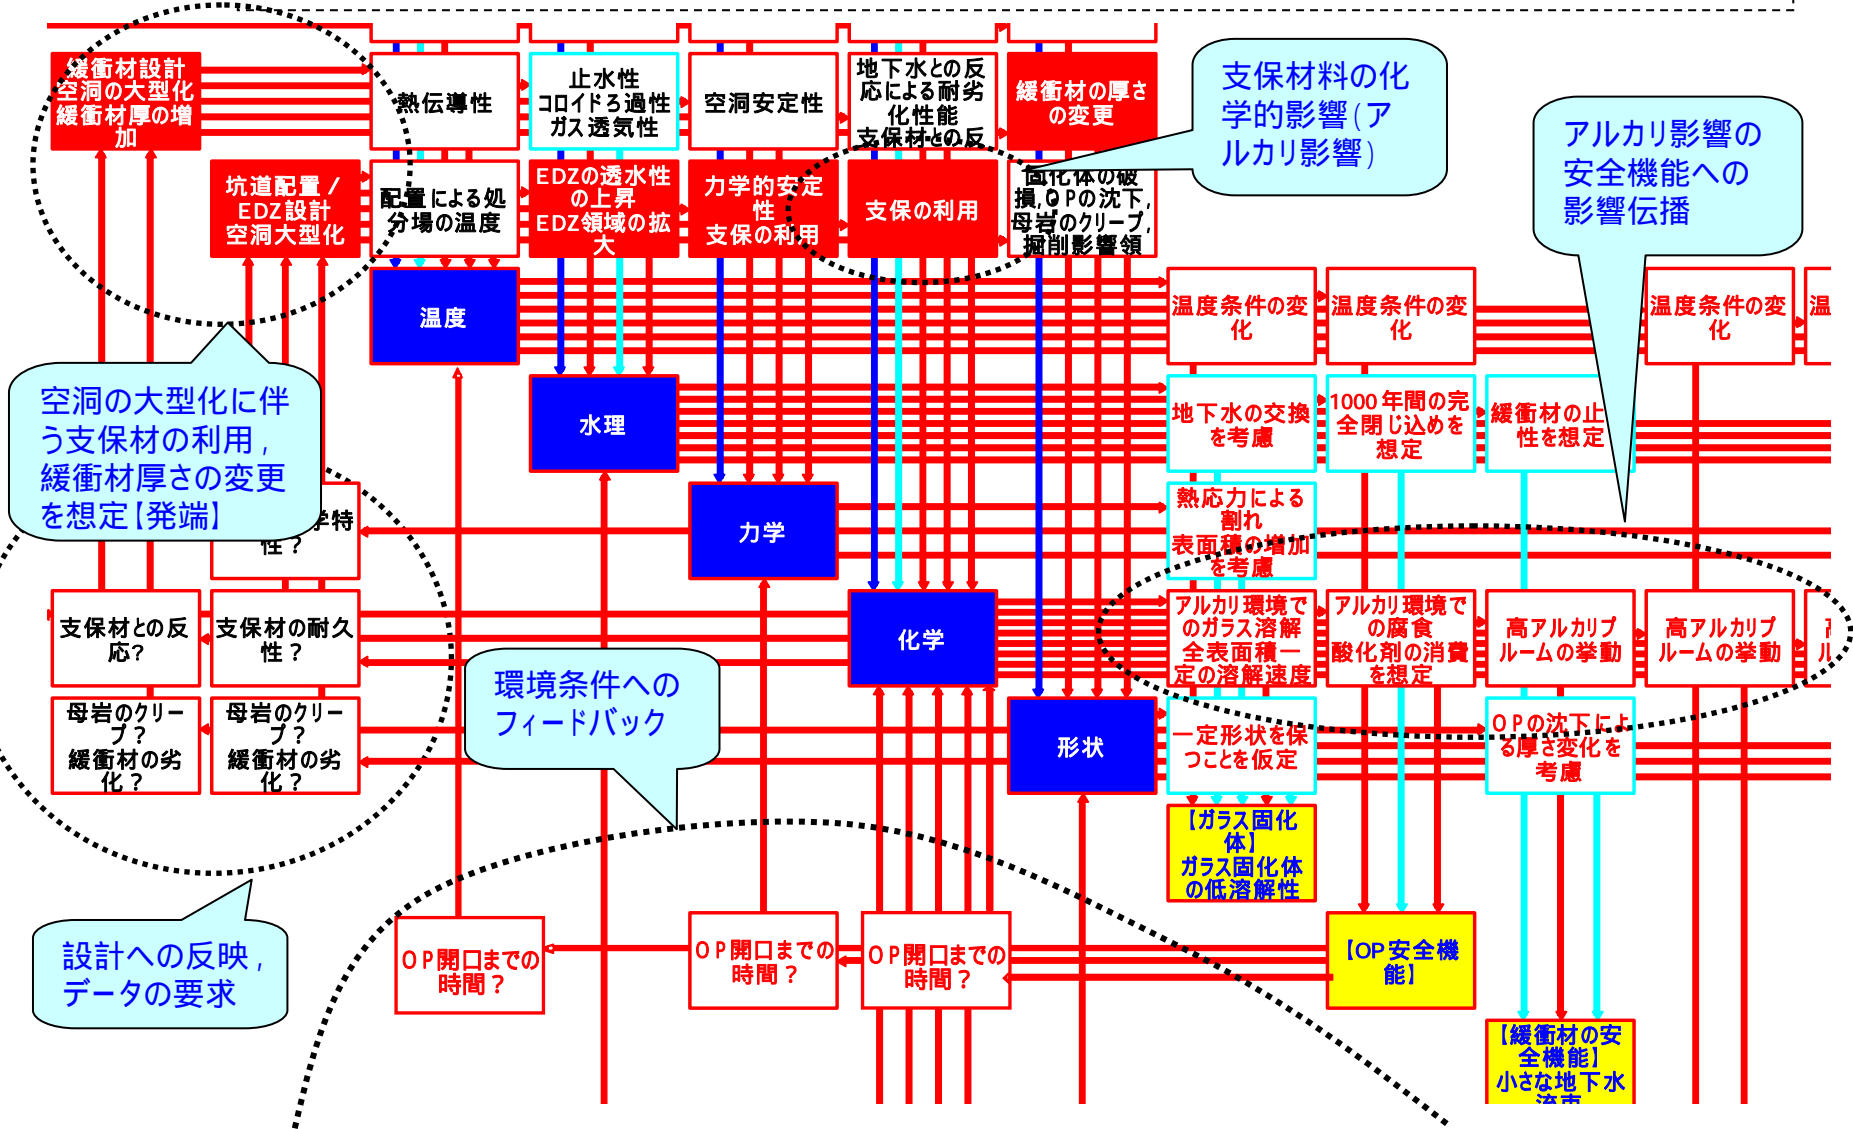 緩衝材設計
空洞の大型化
緩衝材厚の増
加
熱伝導性
止水性
コロイドろ過性
ガス透気性
空洞安定性
地下水との反
応による耐劣
化性能
支保材との反
緩衝材の厚さ
の変更
支保材料の化
学的影響(ア
ルカリ影響)
アルカリ影響の
安全機能への
影響伝播
坑道配置/
EDZ設計
空洞大型化
配置による処
分場の温度
EDZの透水性
の上昇
EDZ領域の拡
大
力学的安定
性
支保の利用
支保の利用
固化体の破
損,OPの沈下,
母岩のクリープ,
掘削影響領
温度
温度条件の変
化
温度条件の変
化
温度条件の変
化
温
空洞の大型化に伴
う支保材の利用,
緩衝材厚さの変更
を想定【発端】
水理
地下水の交換
を考慮
1000年間の完
全閉じ込めを
想定
緩衝材の止
性を想定
学特
性?
力学
熱応力による
割れ
表面積の増加
を考慮
支保材との反
応?
支保材の耐久
性?
化学
アルカリ環境で
のガラス溶解
全表面積一
定の溶解速度
アルカリ環境で
の腐食
酸化剤の消費
を想定
高アルカリプ
ルームの挙動
高アルカリプ
ルームの挙動
環境条件への
フィードバック
母岩のクリー
プ?
緩衝材の劣
化?
母岩のクリー
プ?
緩衝材の劣
化?
形状
一定形状を保
つことを仮定
OPの沈下によ
る厚さ変化を
考慮
【ガラス固化
体】
ガラス固化体
の低溶解性
設計への反映,
データの要求
OP開口までの
時間?
OP開口までの
時間?
OP開口までの
時間?
【OP安全機
能】
【緩衝材の安
全機能】
小さな地下水
流束